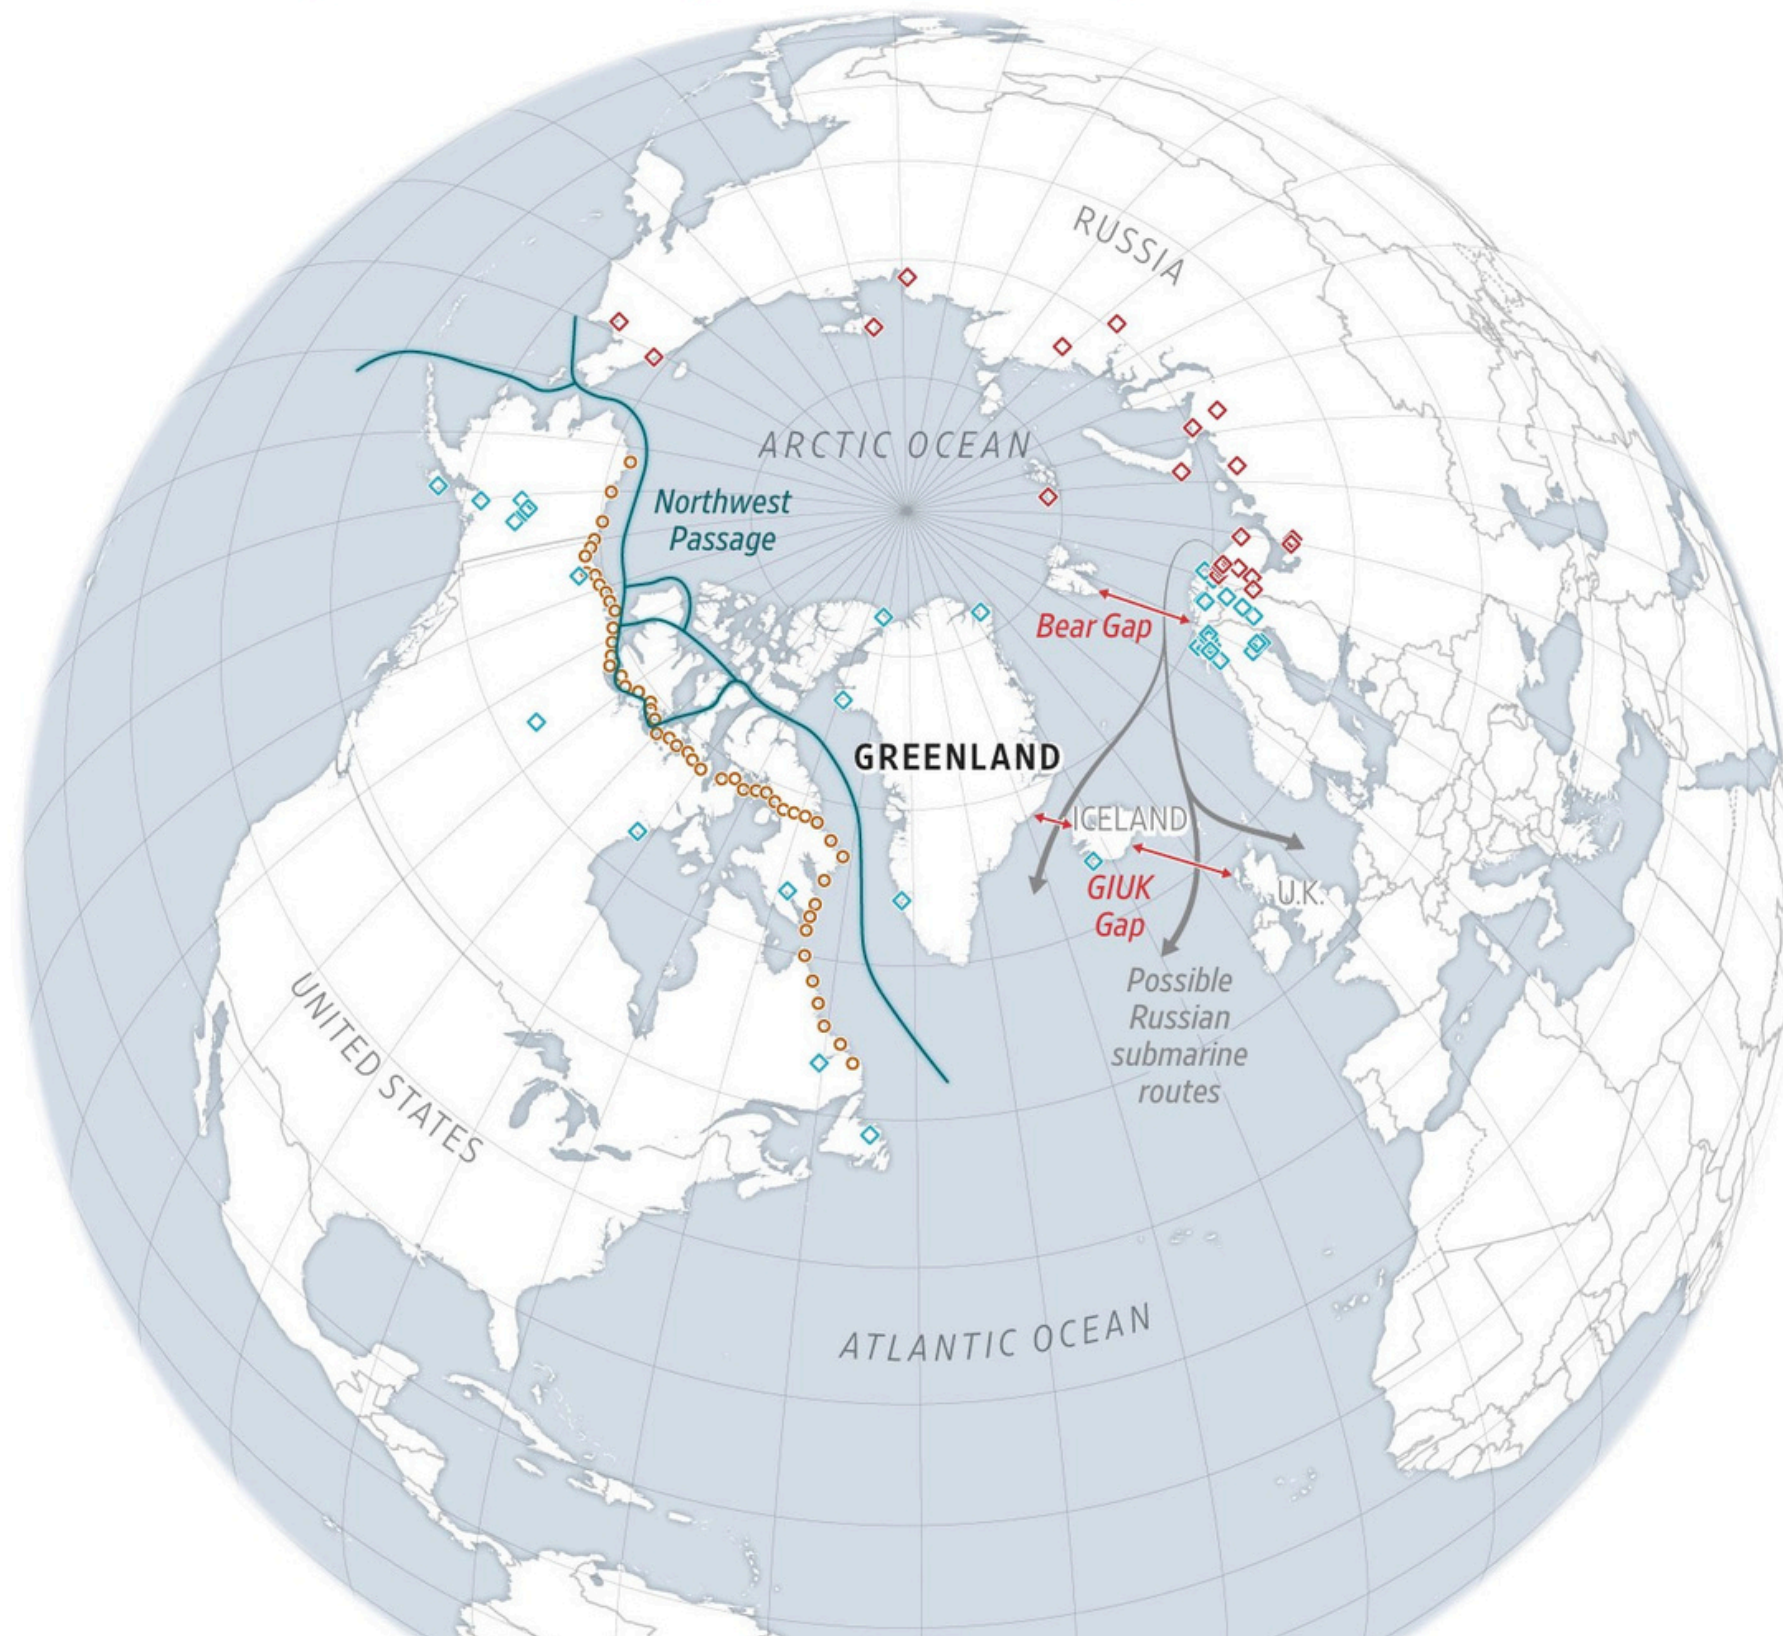 RUSSIA
ARCTIC OCEAN
Northwest
Passage
Bear Gap
GREENLAND
ICELAND
GIUK
Gap
U.K.
Possible
Russian
submarine
routes
UNITED STATES
ATLANTIC OCEAN